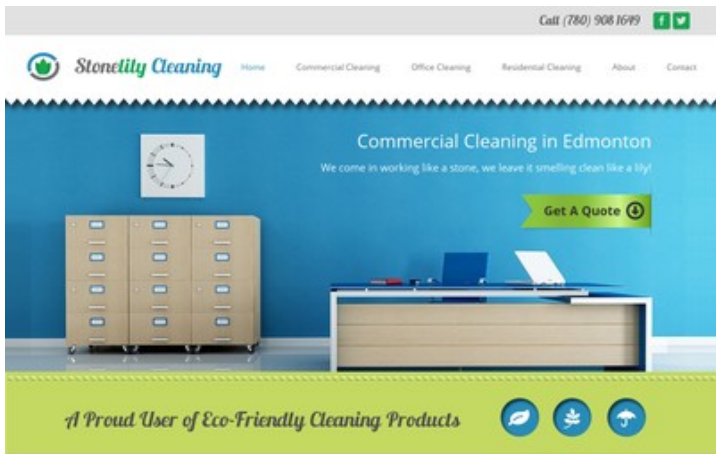 Call (780) 908 1649
Stonelily Cleaning
Home
Commercial Cleaning
Office Cleaning
Residential Cleaning
About
Contact
Commercial Cleaning in Edmonton
We come in working like a stone, we leave it smelling clean like a lily!
Get A Quote
A Proud User of Eco-Friendly Cleaning Products